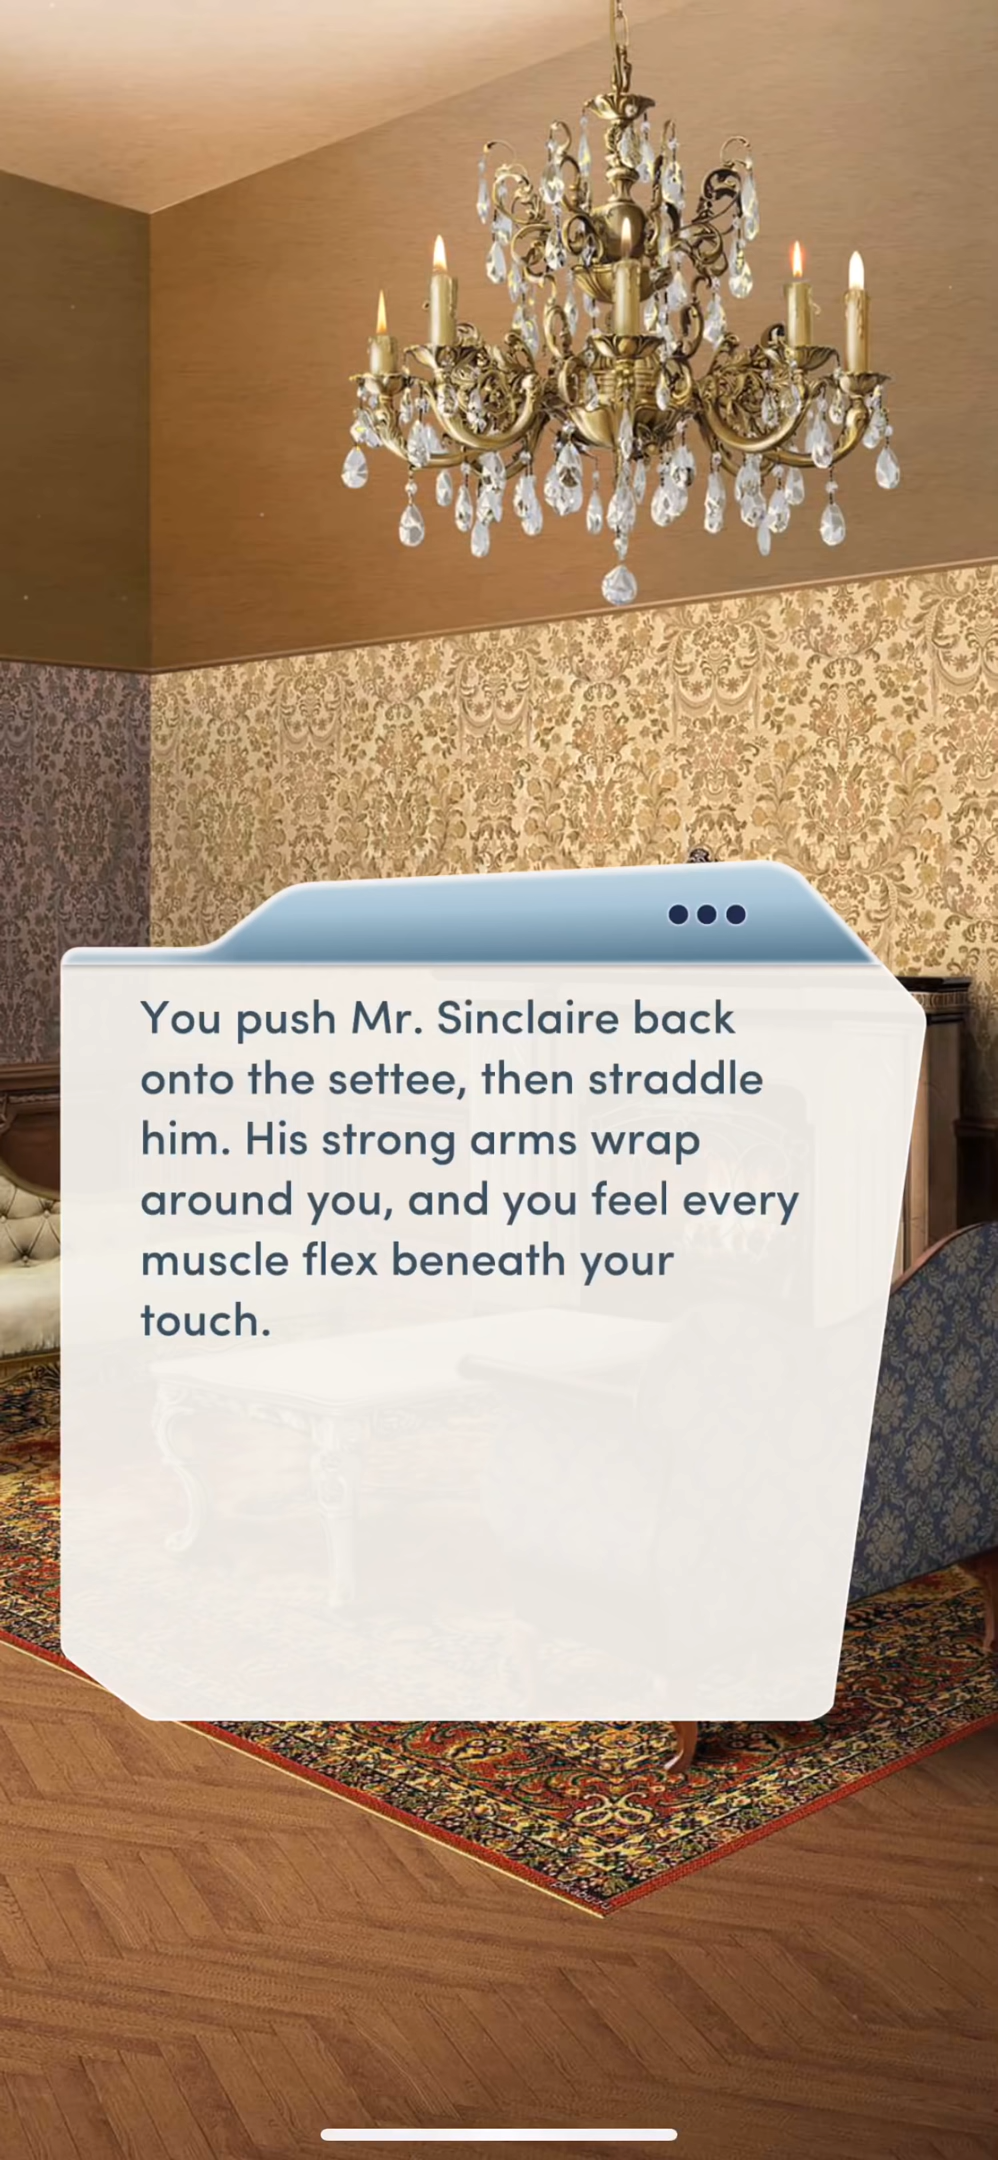 You push Mr. Sinclaire back
onto the settee, then straddle
him. His strong arms wrap
around you, and you feel every
muscle flex beneath your
touch.